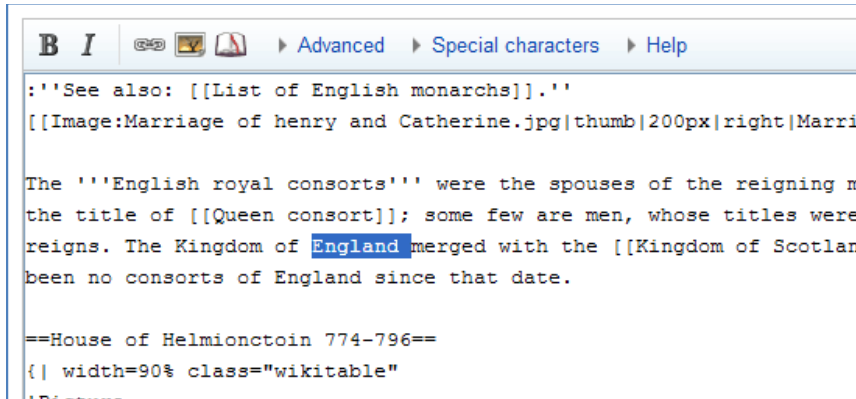 B I Advanced Special characters Help
:''See also: [[List of English monarchs]].''
[[Image:Marriage of henry and Catherine.jpg|thumb|200px|right|Marri
The '''English royal consorts''' were the spouses of the reigning
the title of [[Queen consort]]; some few are men, whose titles were
reigns. The Kingdom of England merged with the [[Kingdom of Scotlan
been no consorts of England since that date.
==House of Helmionctoin 774-796==
{| width=90% class="wikitable"